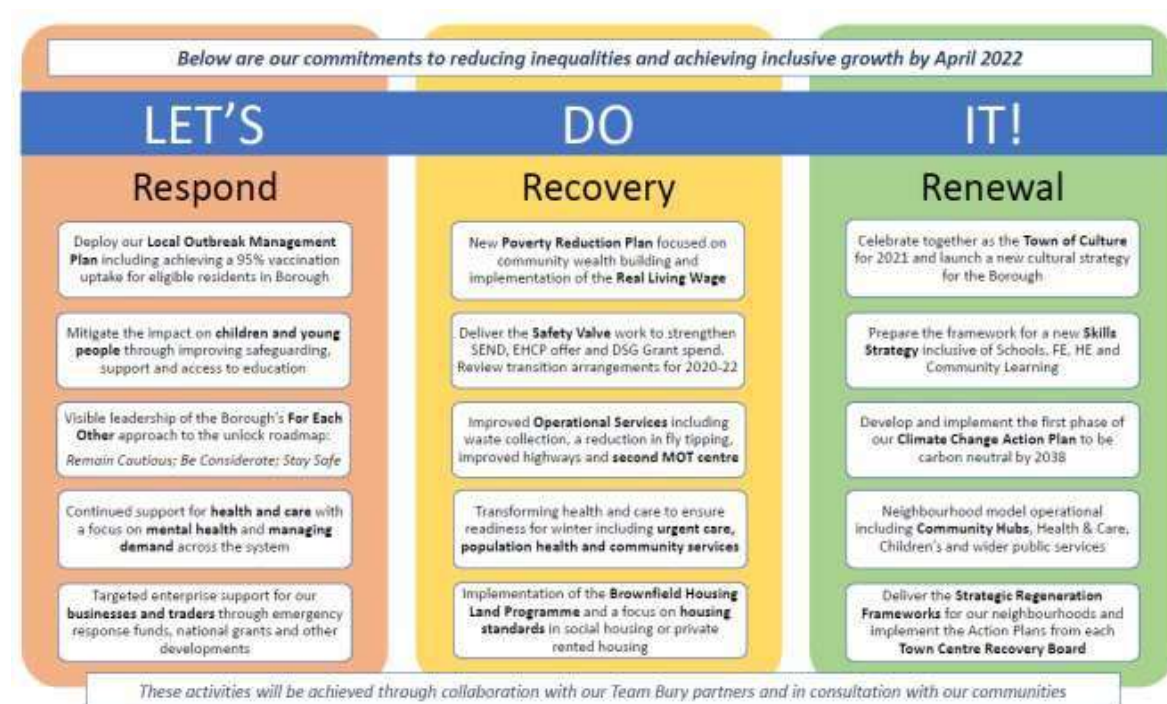 Below are our commitments to reducing inequalities and achieving inclusive growth by April 2022
LET'S
DO
IT!
Respond
Deploy our Local Outbreak Management
Plan including achieving a 95% vaccination
uptake for eligible residents in Borough
Mitigate the impact on children and young
people through improving safeguarding,
support and access to education
Visible leadership of the Borough's For Each
Other approach to the unlock roadmap:
Remain Cautious; Be Considerate; Stay Safe
Continued support for health and care with
a focus on mental health and managing
demand across the system
Targeted enterprise support for our
businesses and traders through emergency
response funds, national grants and other
developments
Recovery
New Poverty Reduction Plan focused on
community wealth building and
implementation of the Real Living Wage
Deliver the Safety Valve work to strengthen
SEND, EHCP offer and DSG Grant spend.
Review transition arrangements for 2020-22
Improved Operational Services including
waste collection, a reduction in fly tipping,
improved highways and second MOT centre
Transforming health and care to ensure
readiness for winter including urgent care,
population health and community services
Implementation of the Brownfield Housing
Land Programme and a focus on housing
standards in social housing or private
rented housing
Renewal
Celebrate together as the Town of Culture
for 2021 and launch a new cultural strategy
for the Borough
Prepare the framework for a new Skills
Strategy inclusive of Schools, FE, HE and
Community Learning
Develop and implement the first phase of
our Climate Change Action Plan to be
carbon neutral by 2038
Neighbourhood model operational
including Community Hubs, Health & Care,
Children's and wider public services
Deliver the Strategic Regeneration
Frameworks for our neighbourhoods and
implement the Action Plans from each
Town Centre Recovery Board
These activities will be achieved through collaboration with our Team Bury partners and in consultation with our communities